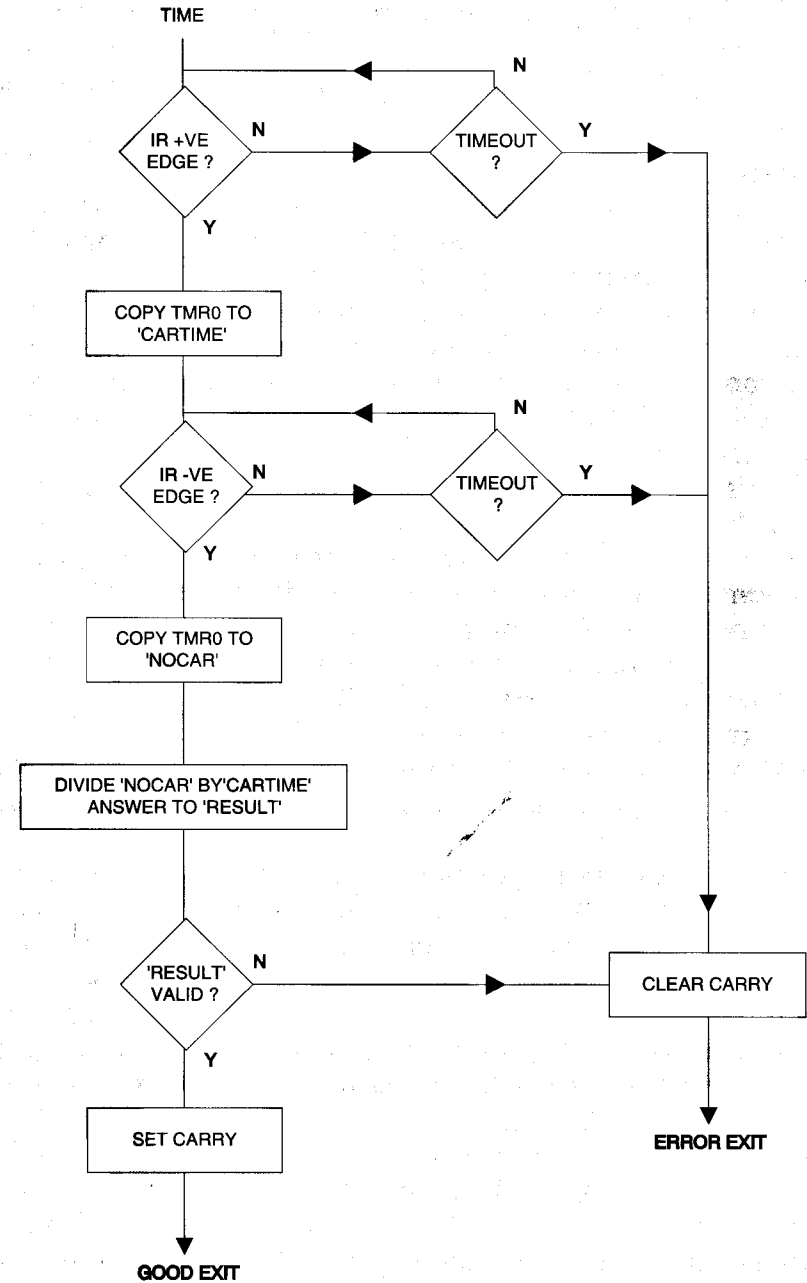 TIME
N
IR +VE
EDGE ?
N
TIMEOUT
?
Y
Y
COPY TMR0 TO
'CARTIME'
N
IR -VE
EDGE ?
N
TIMEOUT
?
Y
Y
COPY TMR0 TO
'NOCAR'
DIVIDE 'NOCAR' BY'CARTIME'
ANSWER TO 'RESULT'
'RESULT'
VALID ?
N
CLEAR CARRY
Y
SET CARRY
ERROR EXIT
GOOD EXIT